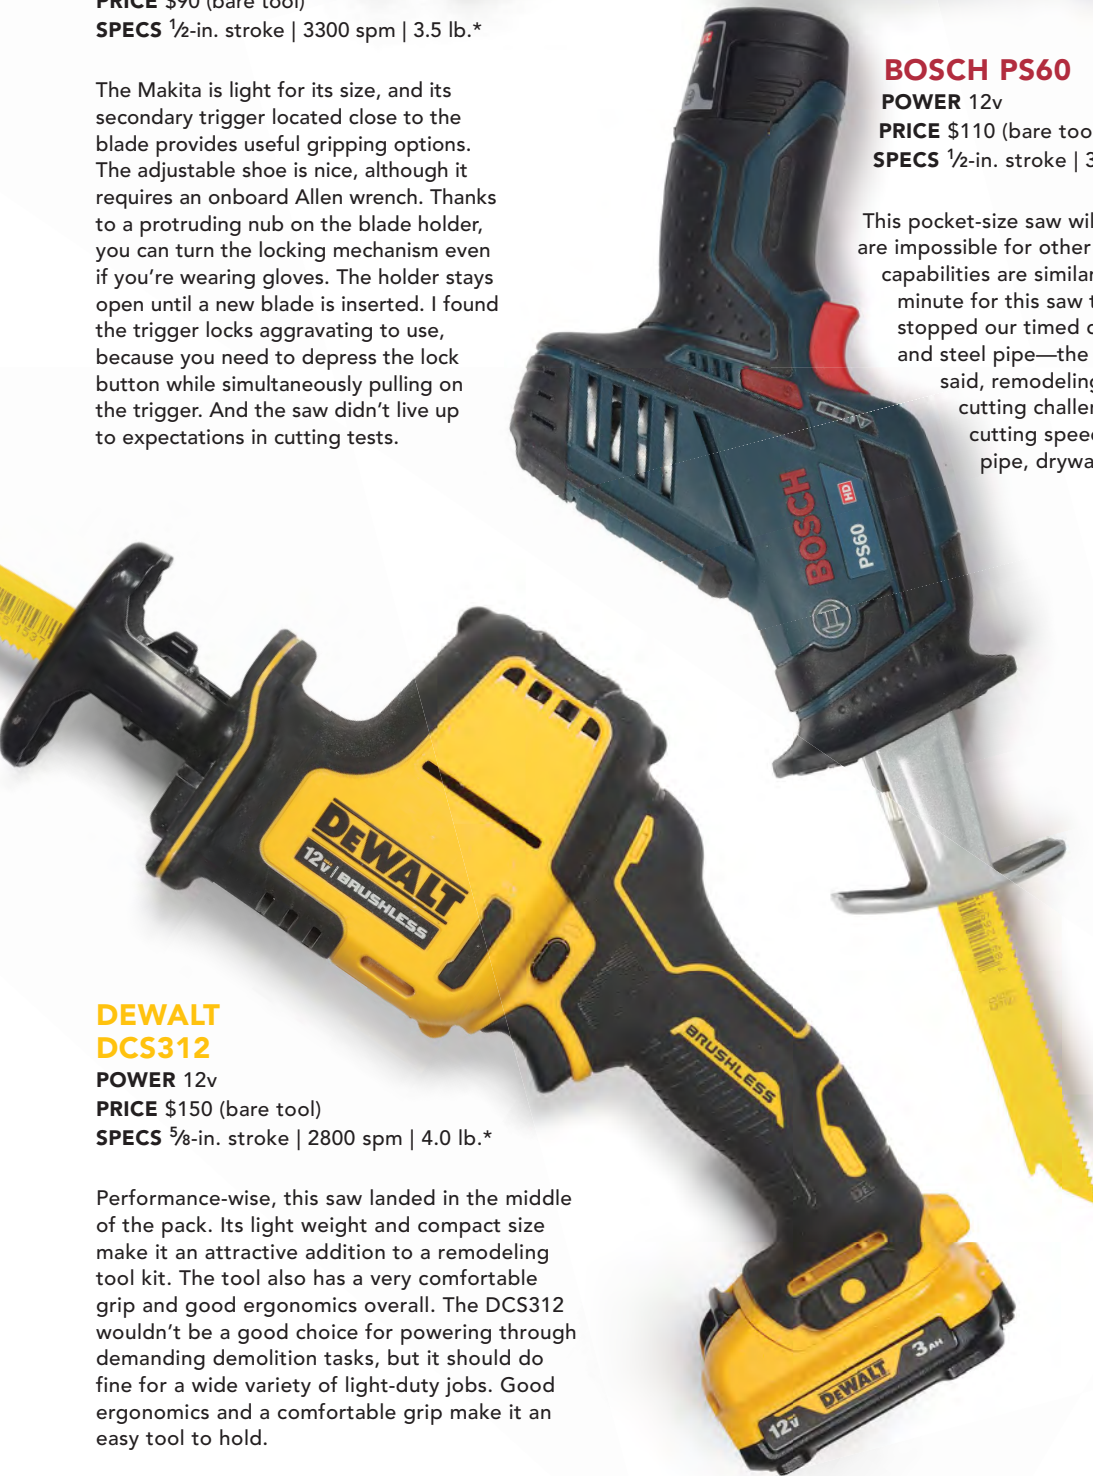 PRICE $90 (bare tool)
SPECS ½-in. stroke | 3300 spm | 3.5 lb.*
The Makita is light for its size, and its
secondary trigger located close to the
blade provides useful gripping options.
The adjustable shoe is nice, although it
requires an onboard Allen wrench. Thanks
to a protruding nub on the blade holder,
you can turn the locking mechanism even
if you're wearing gloves. The holder stays
open until a new blade is inserted. I found
the trigger locks aggravating to use,
because you need to depress the lock
button while simultaneously pulling on
the trigger. And the saw didn't live up
to expectations in cutting tests.
BOSCH PS60
POWER 12v
PRICE $110 (bare too
SPECS ½-in. stroke | 3
This pocket-size saw wil
are impossible for other
capabilities are similar
minute for this saw t
stopped our timed c
and steel pipe—the
said, remodeling
cutting challen
cutting speed
pipe, drywa
BOSCH
PS60
HD
DEWALT
12V MAX | BRUSHLESS
BRUSHLESS
DEWALT
DCS312
POWER 12v
PRICE $150 (bare tool)
SPECS ⅝-in. stroke | 2800 spm | 4.0 lb.*
Performance-wise, this saw landed in the middle
of the pack. Its light weight and compact size
make it an attractive addition to a remodeling
tool kit. The tool also has a very comfortable
grip and good ergonomics overall. The DCS312
wouldn't be a good choice for powering through
demanding demolition tasks, but it should do
fine for a wide variety of light-duty jobs. Good
ergonomics and a comfortable grip make it an
easy tool to hold.
12V MAX DEWALT 3AH